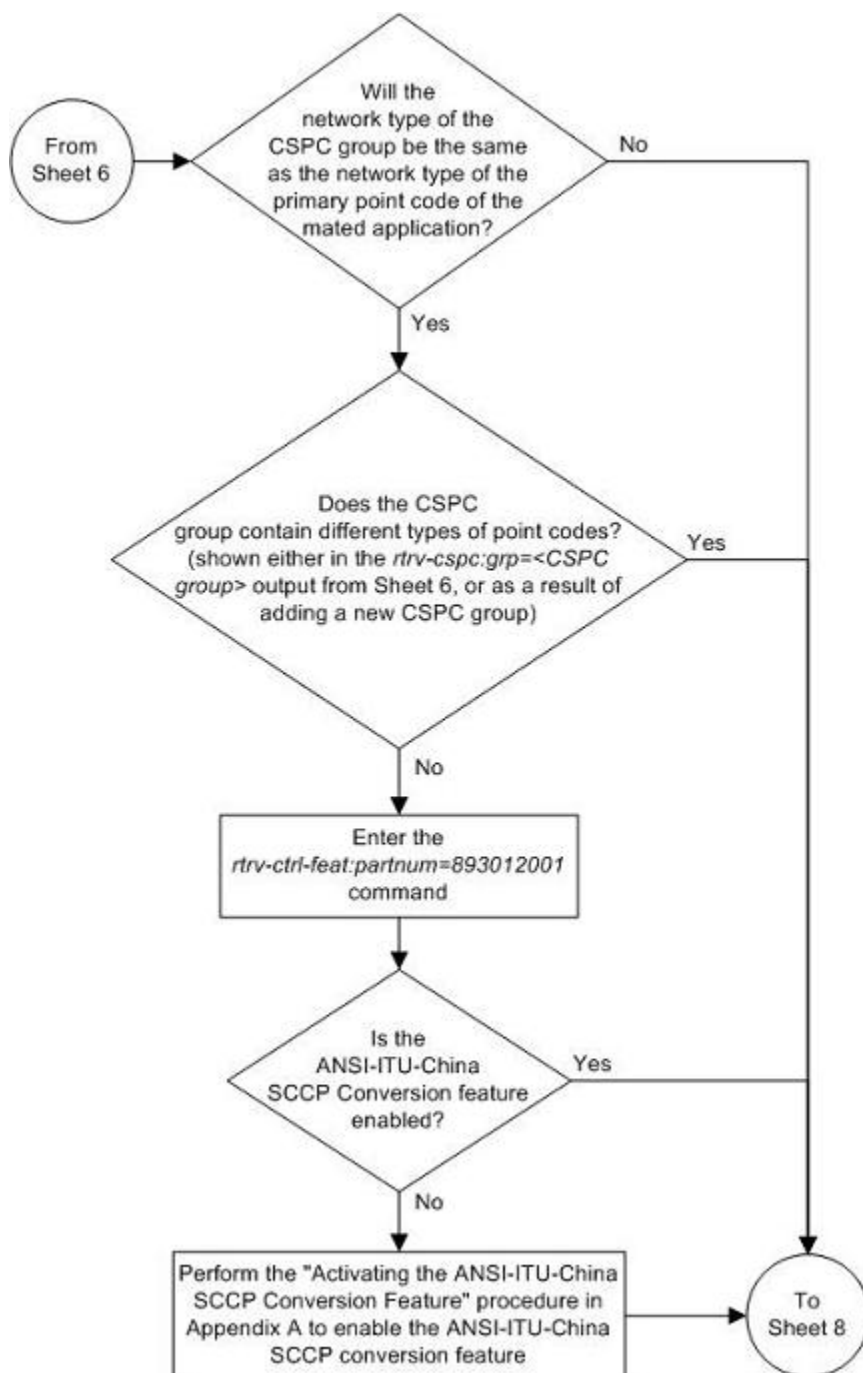 From
Sheet 6
Will the
network type of the
CSPC group be the same
as the network type of the
primary point code of the
mated application?
No
Yes
Does the CSPC
group contain different types of point codes?
(shown either in the rtrv-cspc:grp=<CSPC
group> output from Sheet 6, or as a result of
adding a new CSPC group)
Yes
No
Enter the
rtrv-ctrl-feat:partnum=893012001
command
Is the
ANSI-ITU-China
SCCP Conversion feature
enabled?
Yes
No
Perform the "Activating the ANSI-ITU-China
SCCP Conversion Feature" procedure in
Appendix A to enable the ANSI-ITU-China
SCCP conversion feature
To
Sheet 8